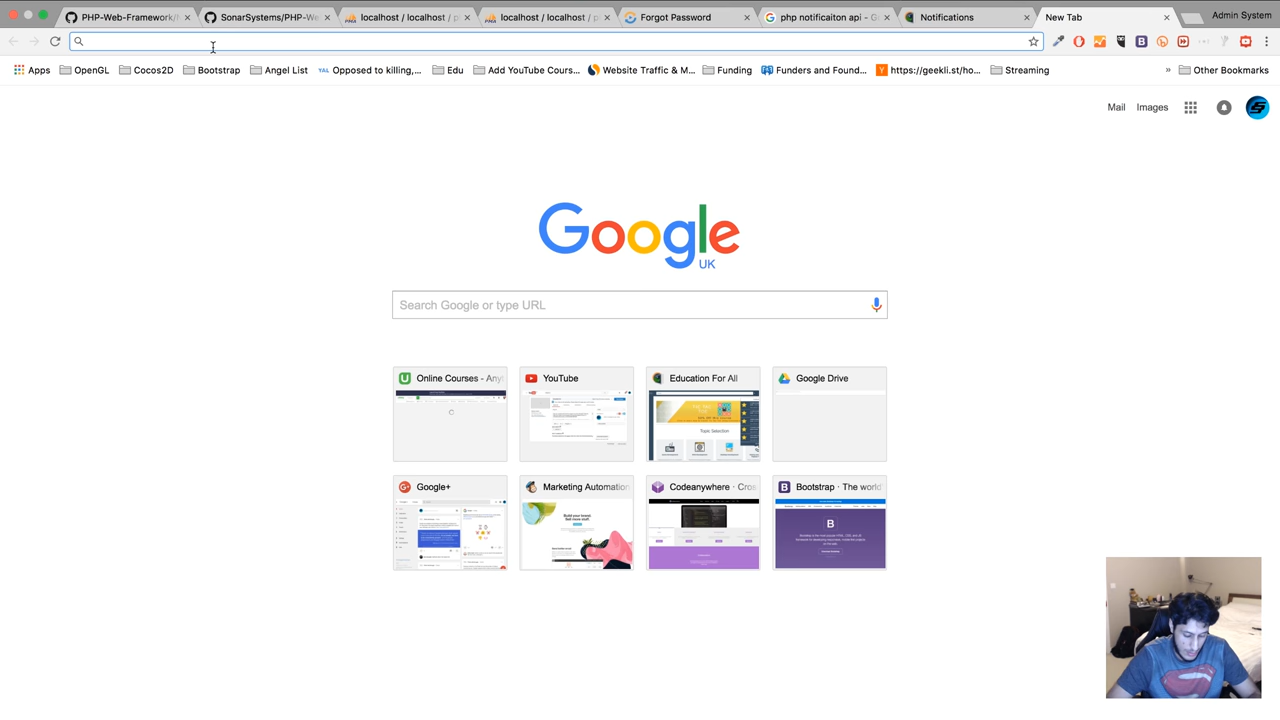 PHP-Web-Framework/
SonarSystems/PHP-We
localhost / localhost / p
localhost / localhost / p
Forgot Password
php notificaiton api - G
Notifications
New Tab
Admin System
Apps
OpenGL
Cocos2D
Bootstrap
Angel List
YAL
Opposed to killing,...
Edu
Add YouTube Cours...
Website Traffic & M...
Funding
Funders and Found...
https://geekli.st/ho...
Streaming
»
Other Bookmarks
Mail
Images
Google
UK
Search Google or type URL
Online Courses - Any
YouTube
Education For All
Google Drive
Topic Selection
Google+
Marketing Automation
Codeanywhere · Cros
Bootstrap · The world
B